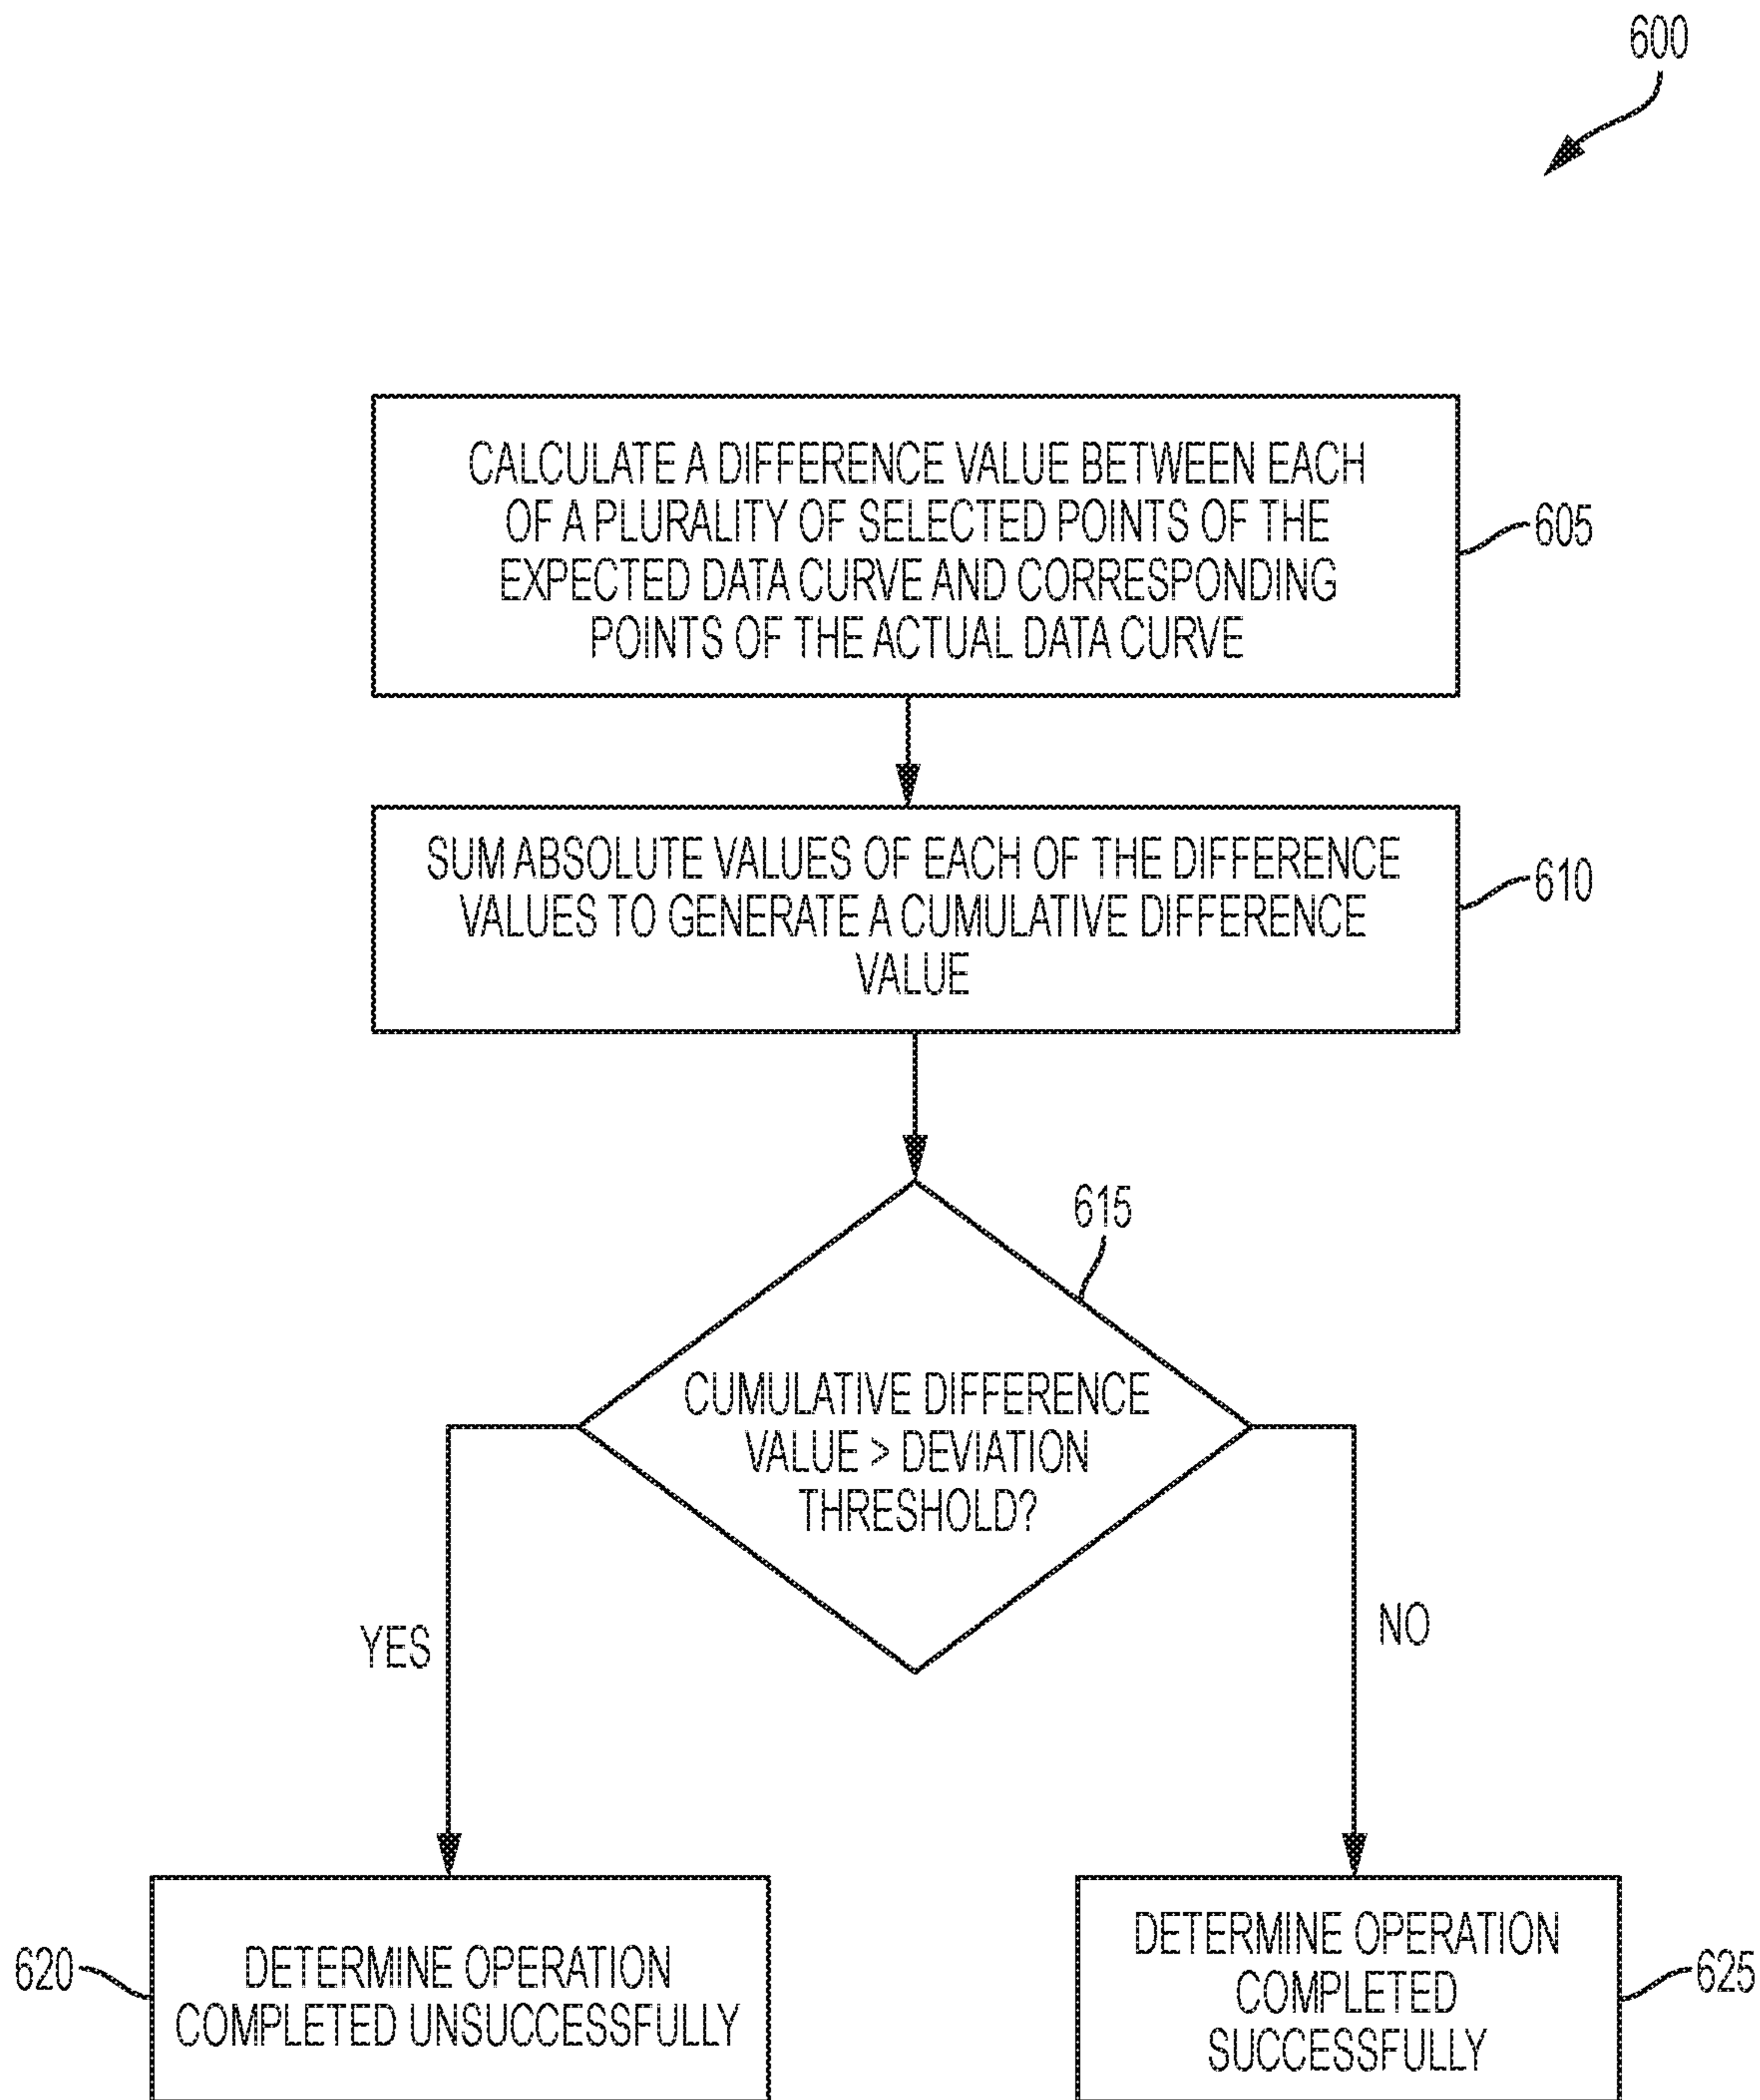 600
CALCULATE A DIFFERENCE VALUE BETWEEN EACH
OF A PLURALITY OF SELECTED POINTS OF THE
EXPECTED DATA CURVE AND CORRESPONDING
POINTS OF THE ACTUAL DATA CURVE
605
SUM ABSOLUTE VALUES OF EACH OF THE DIFFERENCE
VALUES TO GENERATE A CUMULATIVE DIFFERENCE
VALUE
610
615
CUMULATIVE DIFFERENCE
VALUE > DEVIATION
THRESHOLD?
YES
NO
620
DETERMINE OPERATION
COMPLETED UNSUCCESSFULLY
DETERMINE OPERATION
COMPLETED
SUCCESSFULLY
625